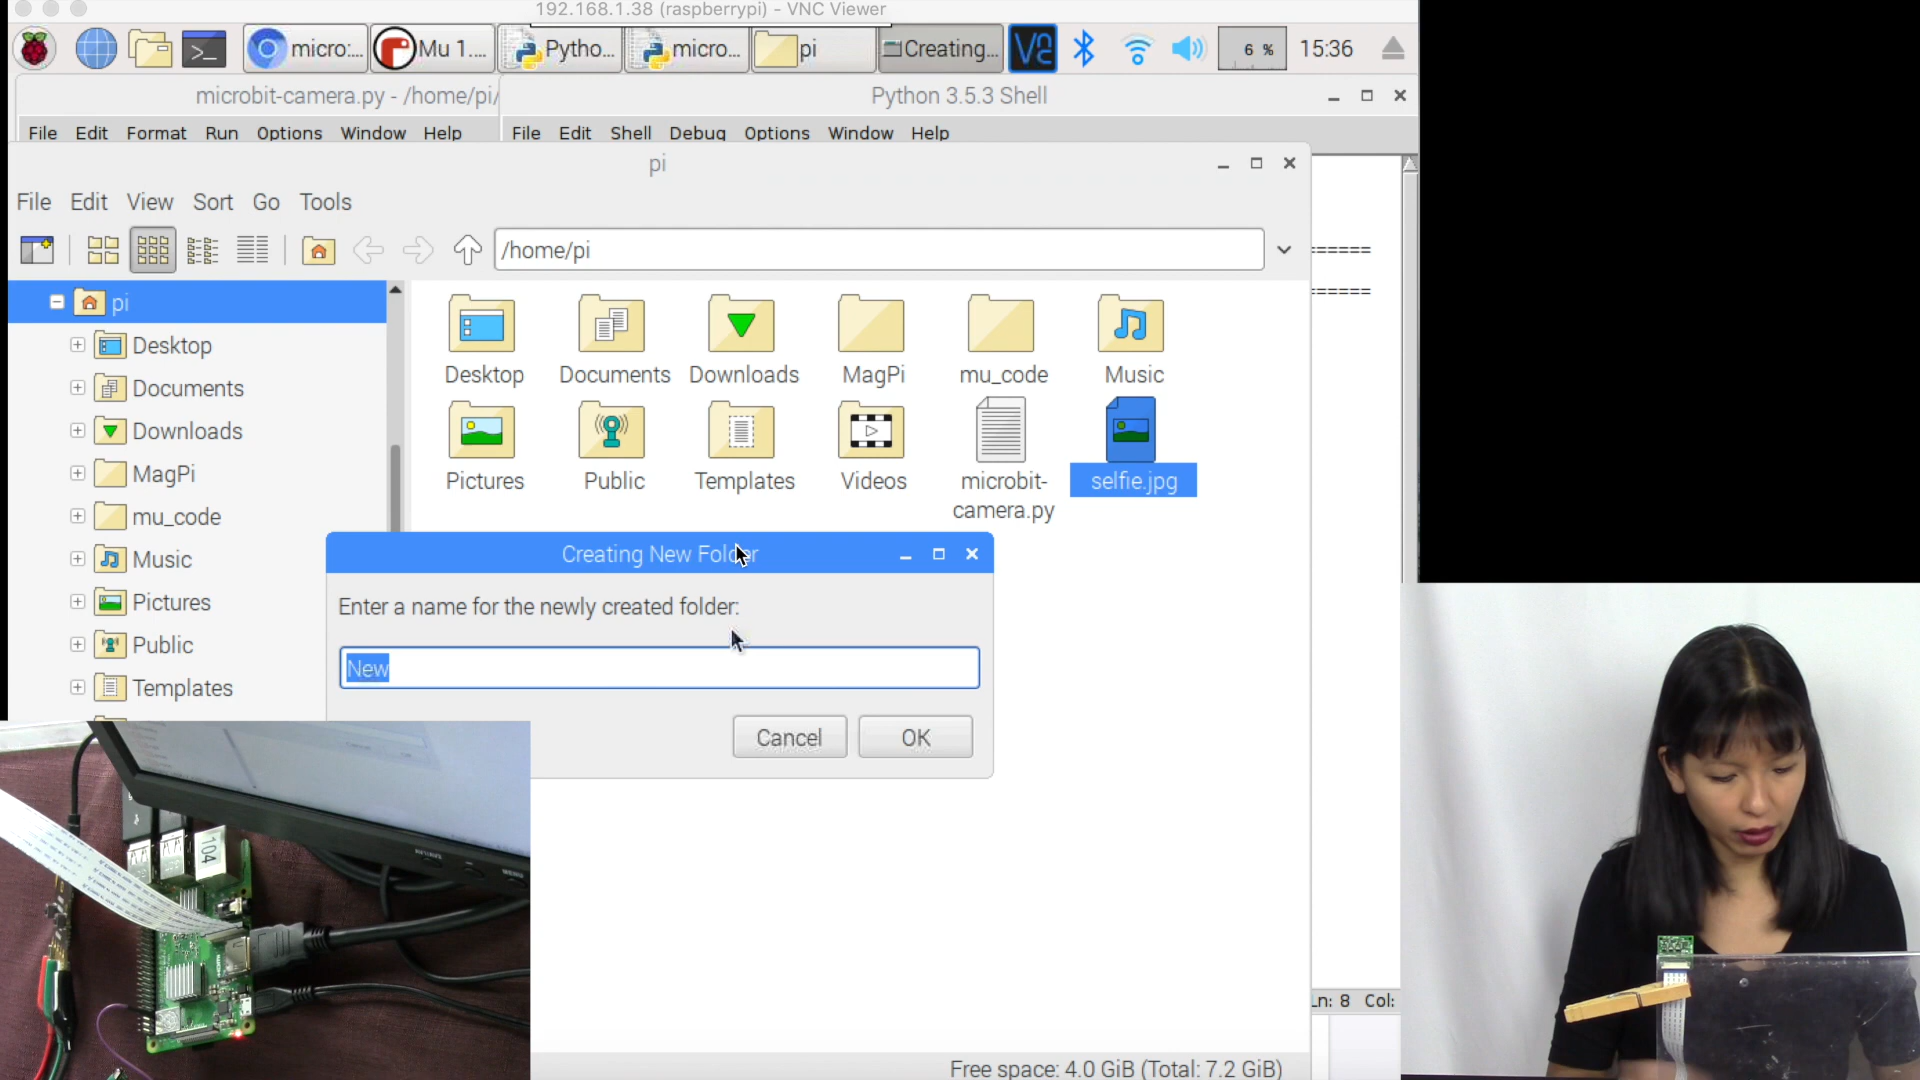 192.168.1.38 (raspberrypi) - VNC Viewer
micro:...
Mu 1....
Pytho...
micro...
pi
Creating...
6 %
15:36
microbit-camera.py - /home/pi/
Python 3.5.3 Shell
File Edit Format Run Options Window Help
File Edit Shell Debug Options Window Help
pi
File Edit View Sort Go Tools
/home/pi
======
======
pi
Desktop
Documents
Downloads
MagPi
mu_code
Music
Pictures
Public
Templates
Desktop
Documents
Downloads
MagPi
mu_code
Music
Pictures
Public
Templates
Videos
microbit-
camera.py
selfie.jpg
Creating New Folder
Enter a name for the newly created folder:
New
Cancel
OK
104
Ln: 8 Col:
Free space: 4.0 GiB (Total: 7.2 GiB)